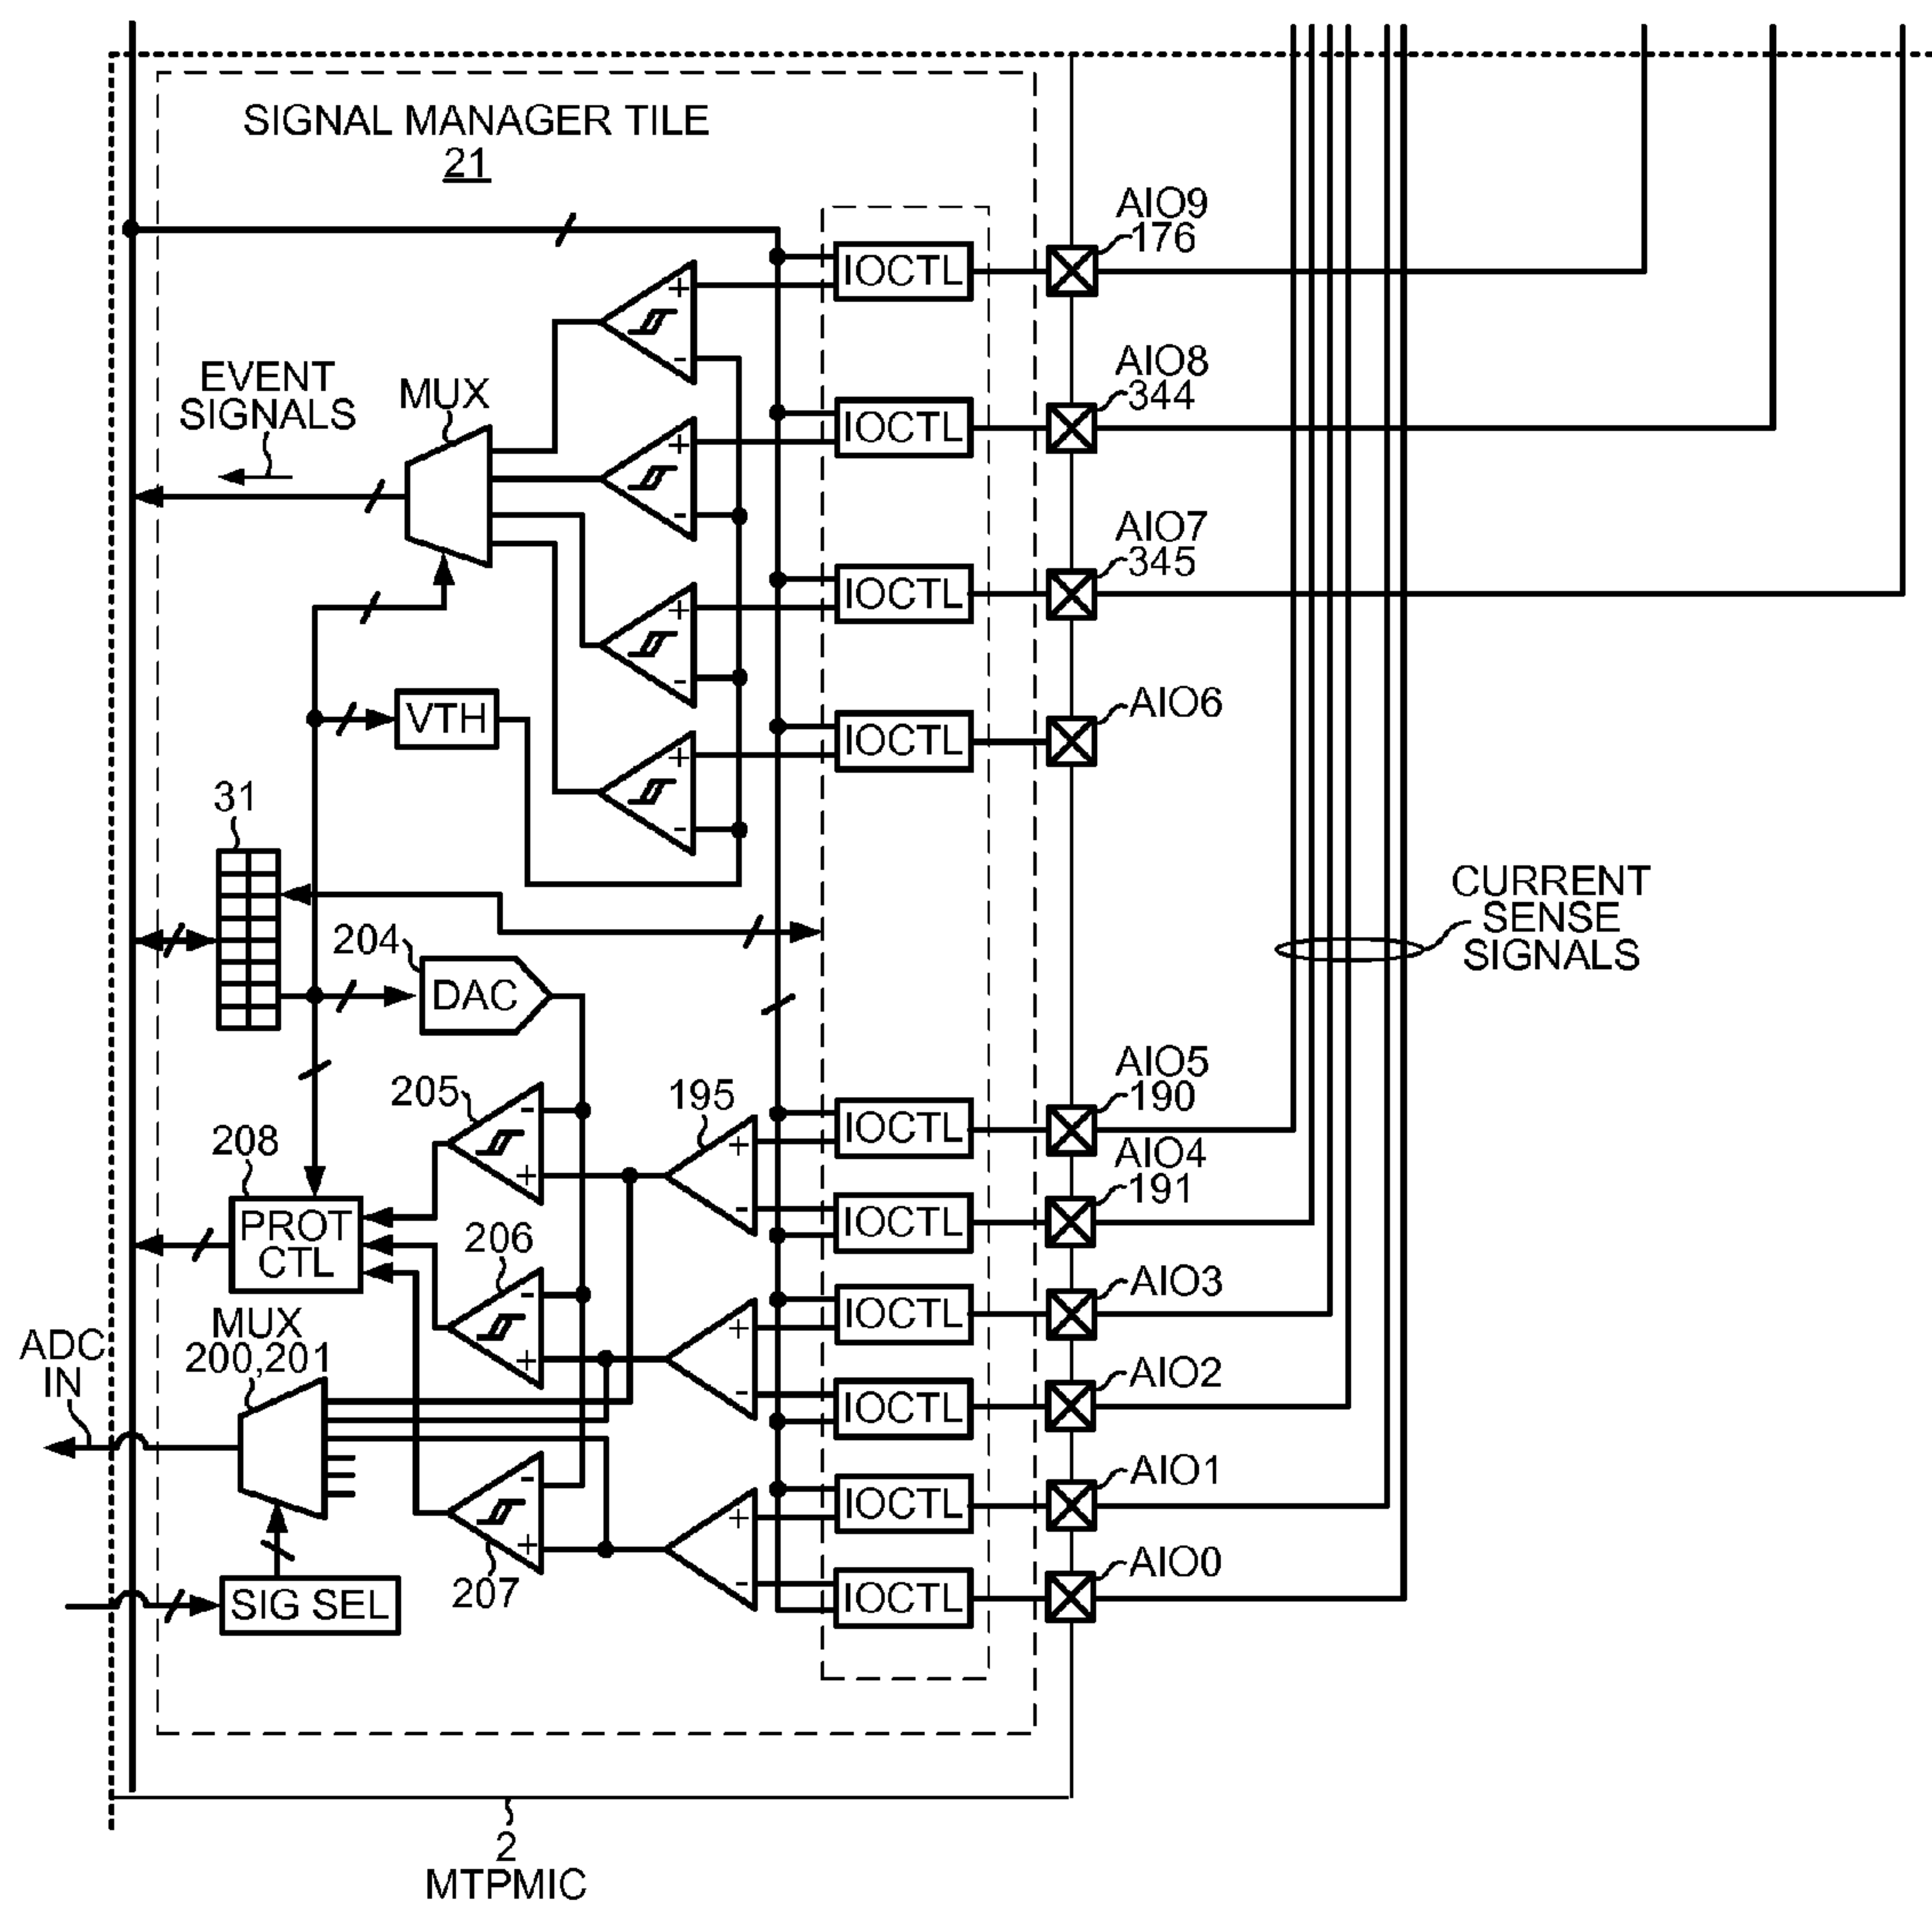 SIGNAL MANAGER TILE
21
AIO9
176
IOCTL
+
-
AIO8
344
IOCTL
+
-
EVENT
SIGNALS
MUX
AIO7
345
IOCTL
+
-
AIO6
IOCTL
+
-
VTH
31
204
DAC
CURRENT
SENSE
SIGNALS
AIO5
190
IOCTL
205
-
+
195
+
-
AIO4
191
IOCTL
208
PROT
CTL
206
-
+
AIO3
IOCTL
+
-
AIO2
IOCTL
MUX
200,201
ADC
IN
AIO1
IOCTL
-
+
207
+
-
AIO0
IOCTL
SIG SEL
2
MTPMIC